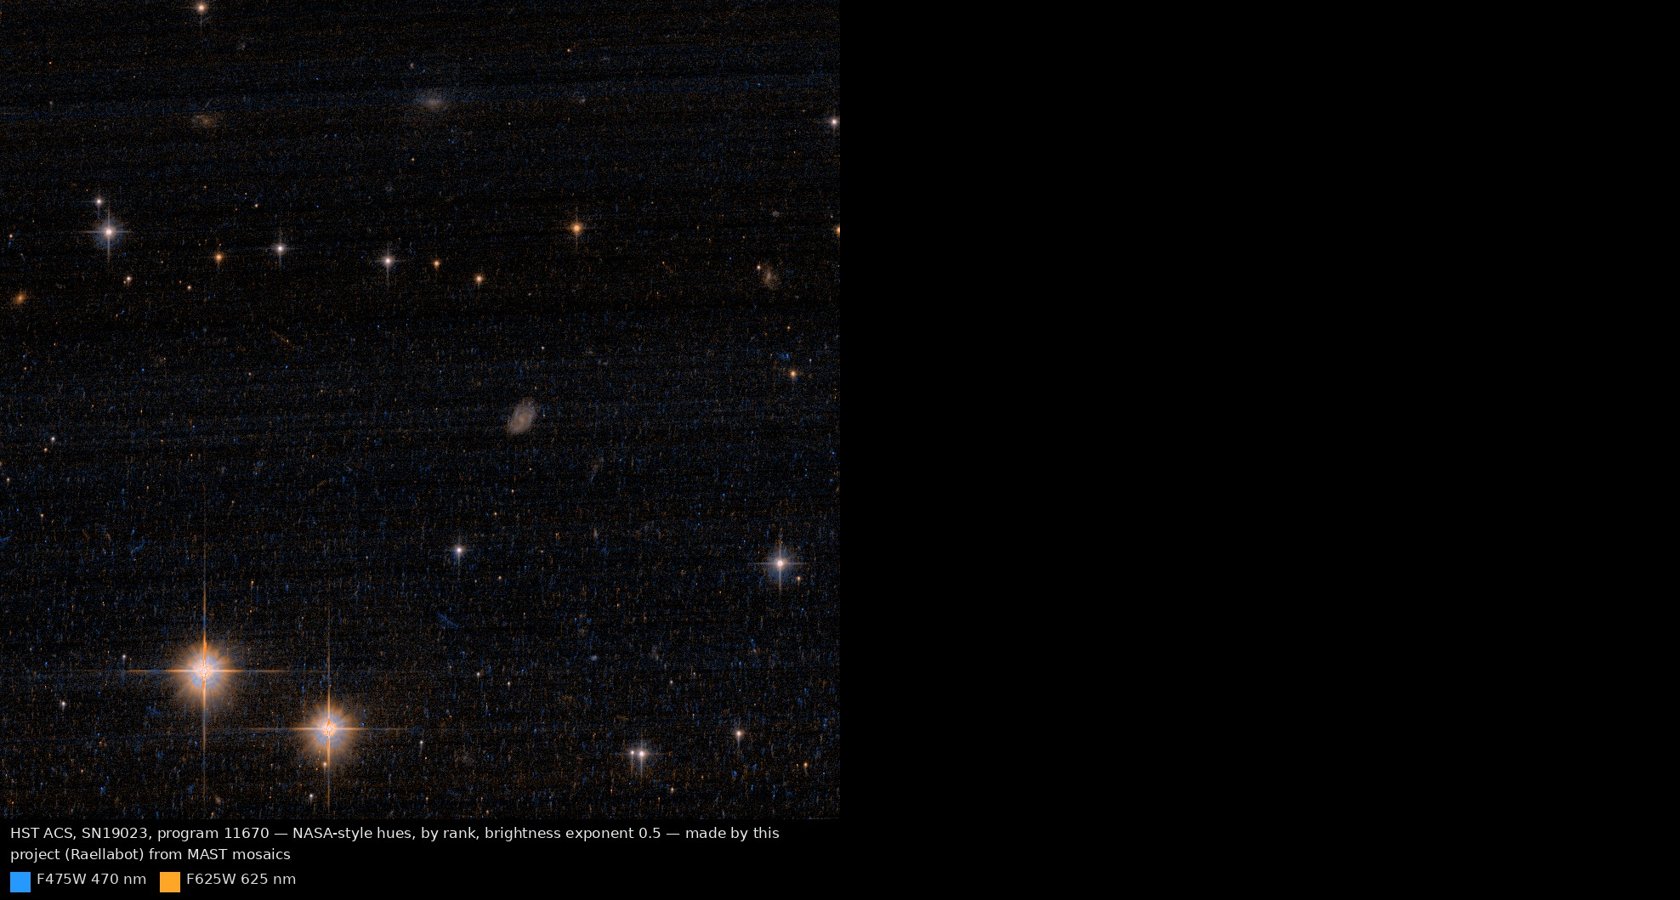 HST ACS, SN19023, program 11670 — NASA-style hues, by rank, brightness exponent 0.5 — made by this
project (Raellabot) from MAST mosaics
F475W 470 nm F625W 625 nm